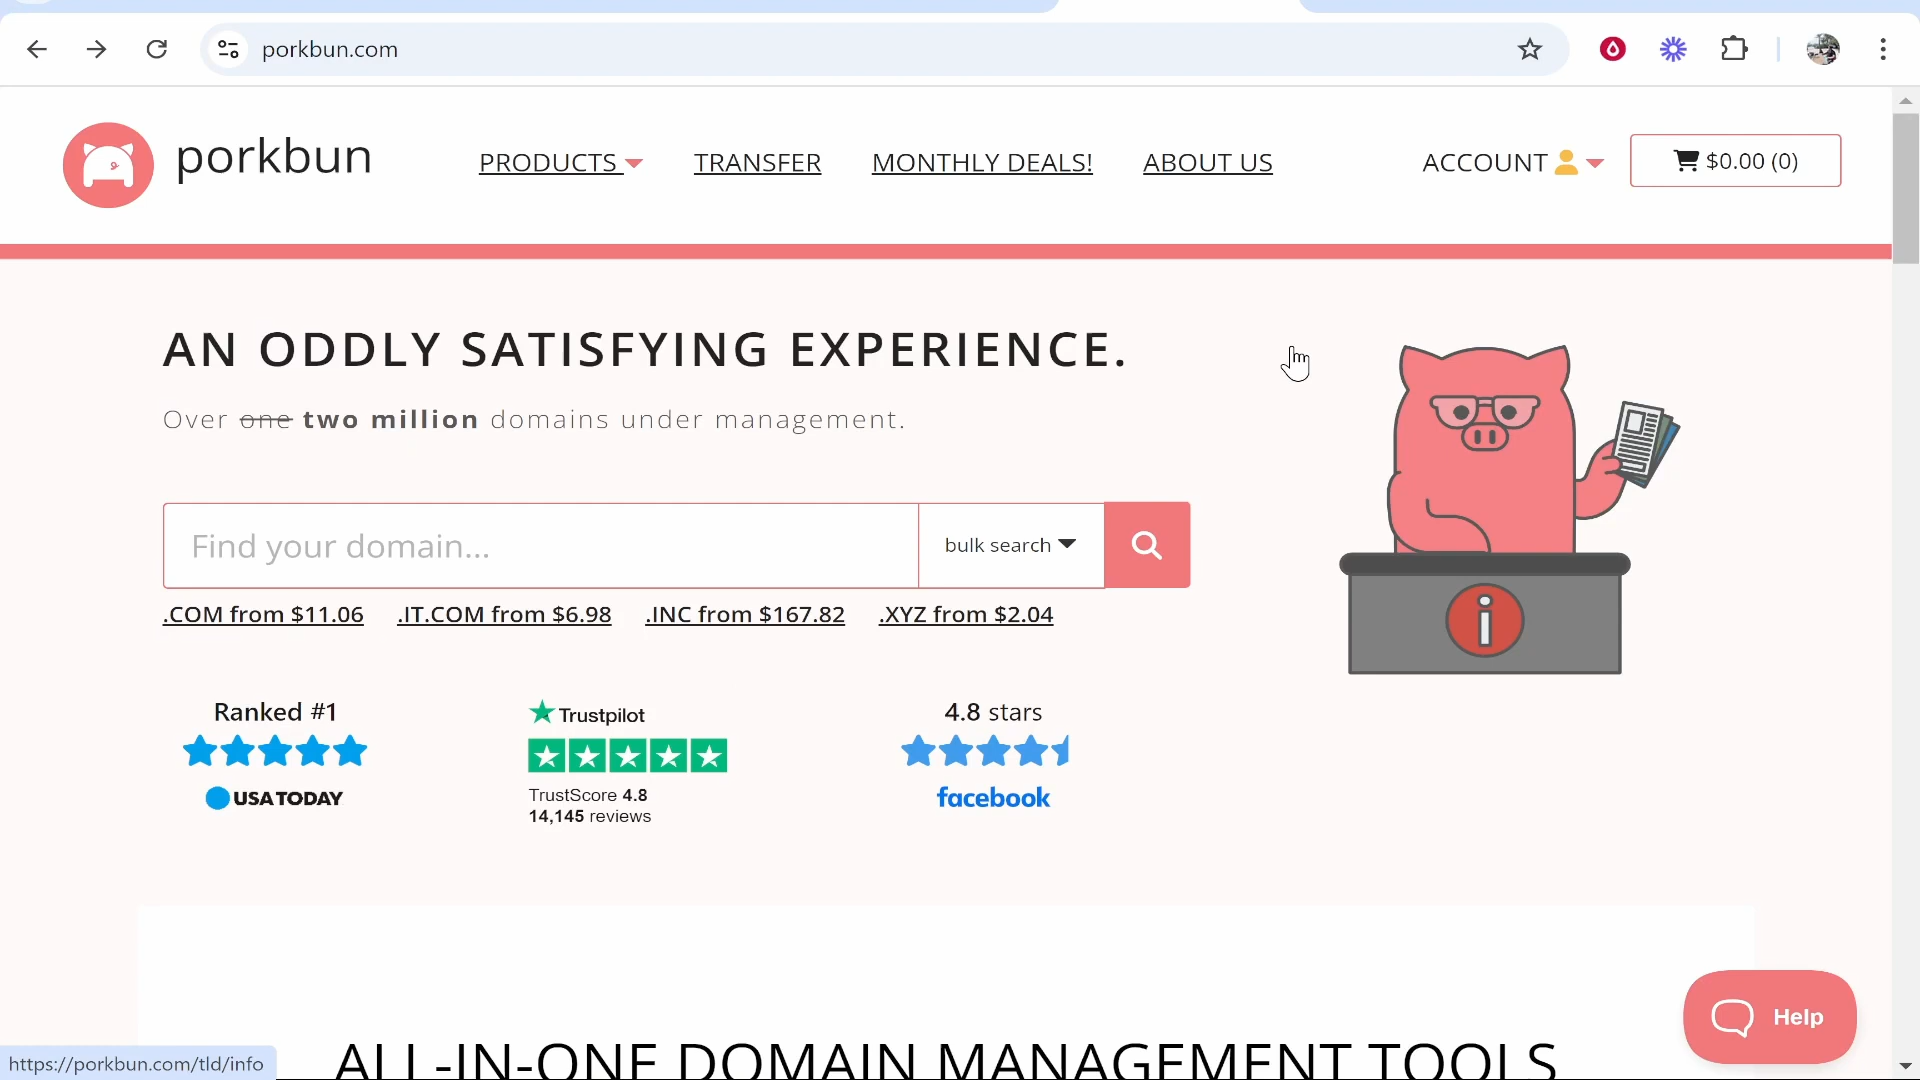 porkbun.com
porkbun
PRODUCTS
TRANSFER
MONTHLY DEALS!
ABOUT US
ACCOUNT
$0.00 (0)
AN ODDLY SATISFYING EXPERIENCE.
Over one two million domains under management.
Find your domain...
bulk search
.COM from $11.06
.IT.COM from $6.98
.INC from $167.82
.XYZ from $2.04
Ranked #1
USA TODAY
Trustpilot
TrustScore 4.8
14,145 reviews
4.8 stars
facebook
i
Help
ALL-IN-ONE DOMAIN MANAGEMENT TOOLS
https://porkbun.com/tld/info